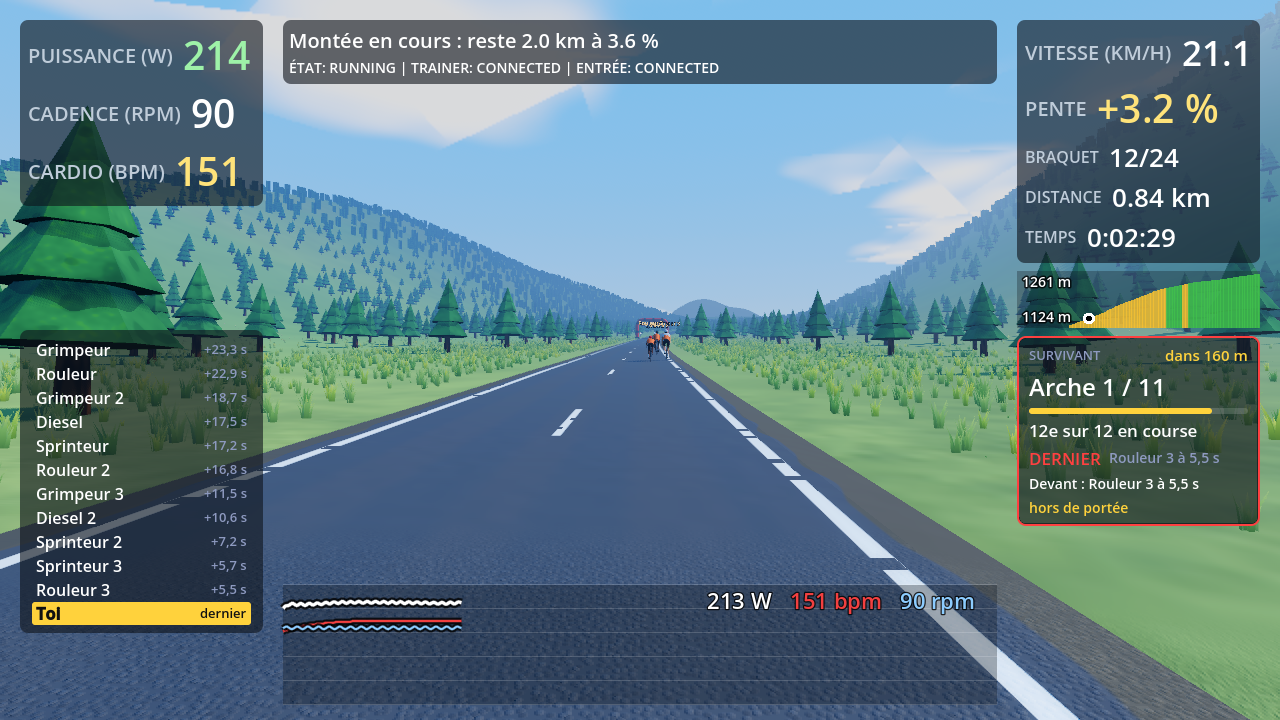 PUISSANCE (W) 214
CADENCE (RPM) 90
CARDIO (BPM) 151
Montée en cours : reste 2.0 km à 3.6 %
ÉTAT: RUNNING | TRAINER: CONNECTED | ENTRÉE: CONNECTED
VITESSE (KM/H) 21.1
PENTE +3.2 %
BRAQUET 12/24
DISTANCE 0.84 km
TEMPS 0:02:29
1261 m
1124 m
SURVIVANT dans 160 m
Arche 1 / 11
12e sur 12 en course
DERNIER Rouleur 3 à 5,5 s
Devant : Rouleur 3 à 5,5 s
hors de portée
Grimpeur +23,3 s
Rouleur +22,9 s
Grimpeur 2 +18,7 s
Diesel +17,5 s
Sprinteur +17,2 s
Rouleur 2 +16,8 s
Grimpeur 3 +11,5 s
Diesel 2 +10,6 s
Sprinteur 2 +7,2 s
Sprinteur 3 +5,7 s
Rouleur 3 +5,5 s
Toi dernier
213 W 151 bpm 90 rpm